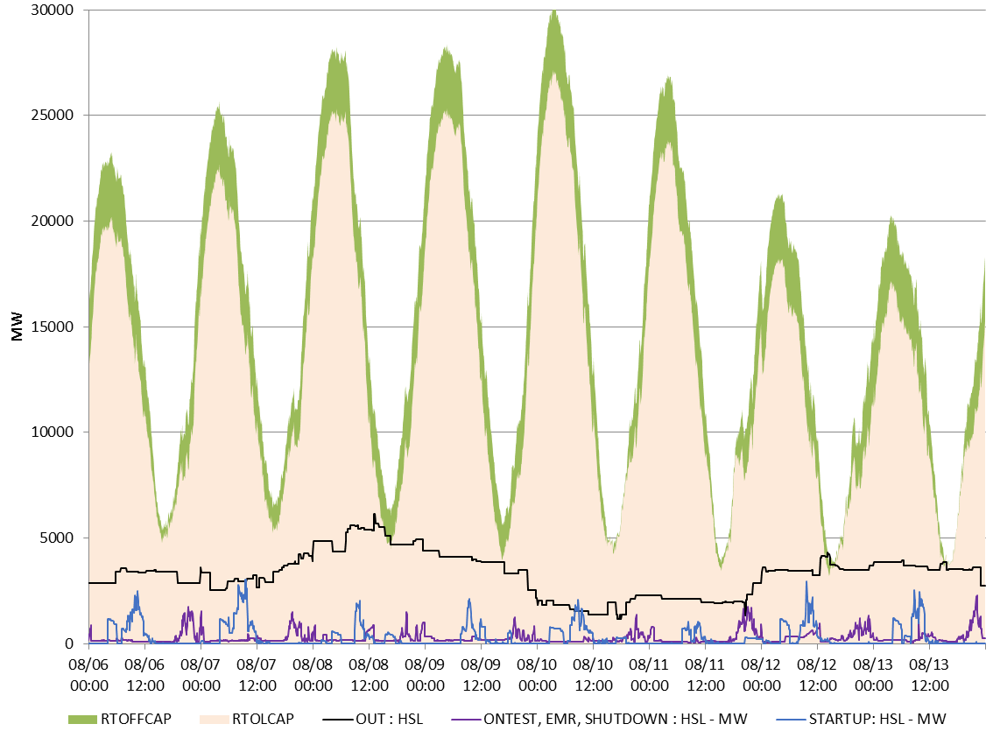 30000
25000
20000
15000
10000
5000
0
MW
08/06 08/06 08/07 08/07 08/08 08/08 08/09 08/09 08/10 08/10 08/11 08/11 08/12 08/12 08/13 08/13
00:00 12:00 00:00 12:00 00:00 12:00 00:00 12:00 00:00 12:00 00:00 12:00 00:00 12:00 00:00 12:00
RTOFFCAP RTOLCAP OUT : HSL ONTEST, EMR, SHUTDOWN : HSL - MW STARTUP: HSL - MW